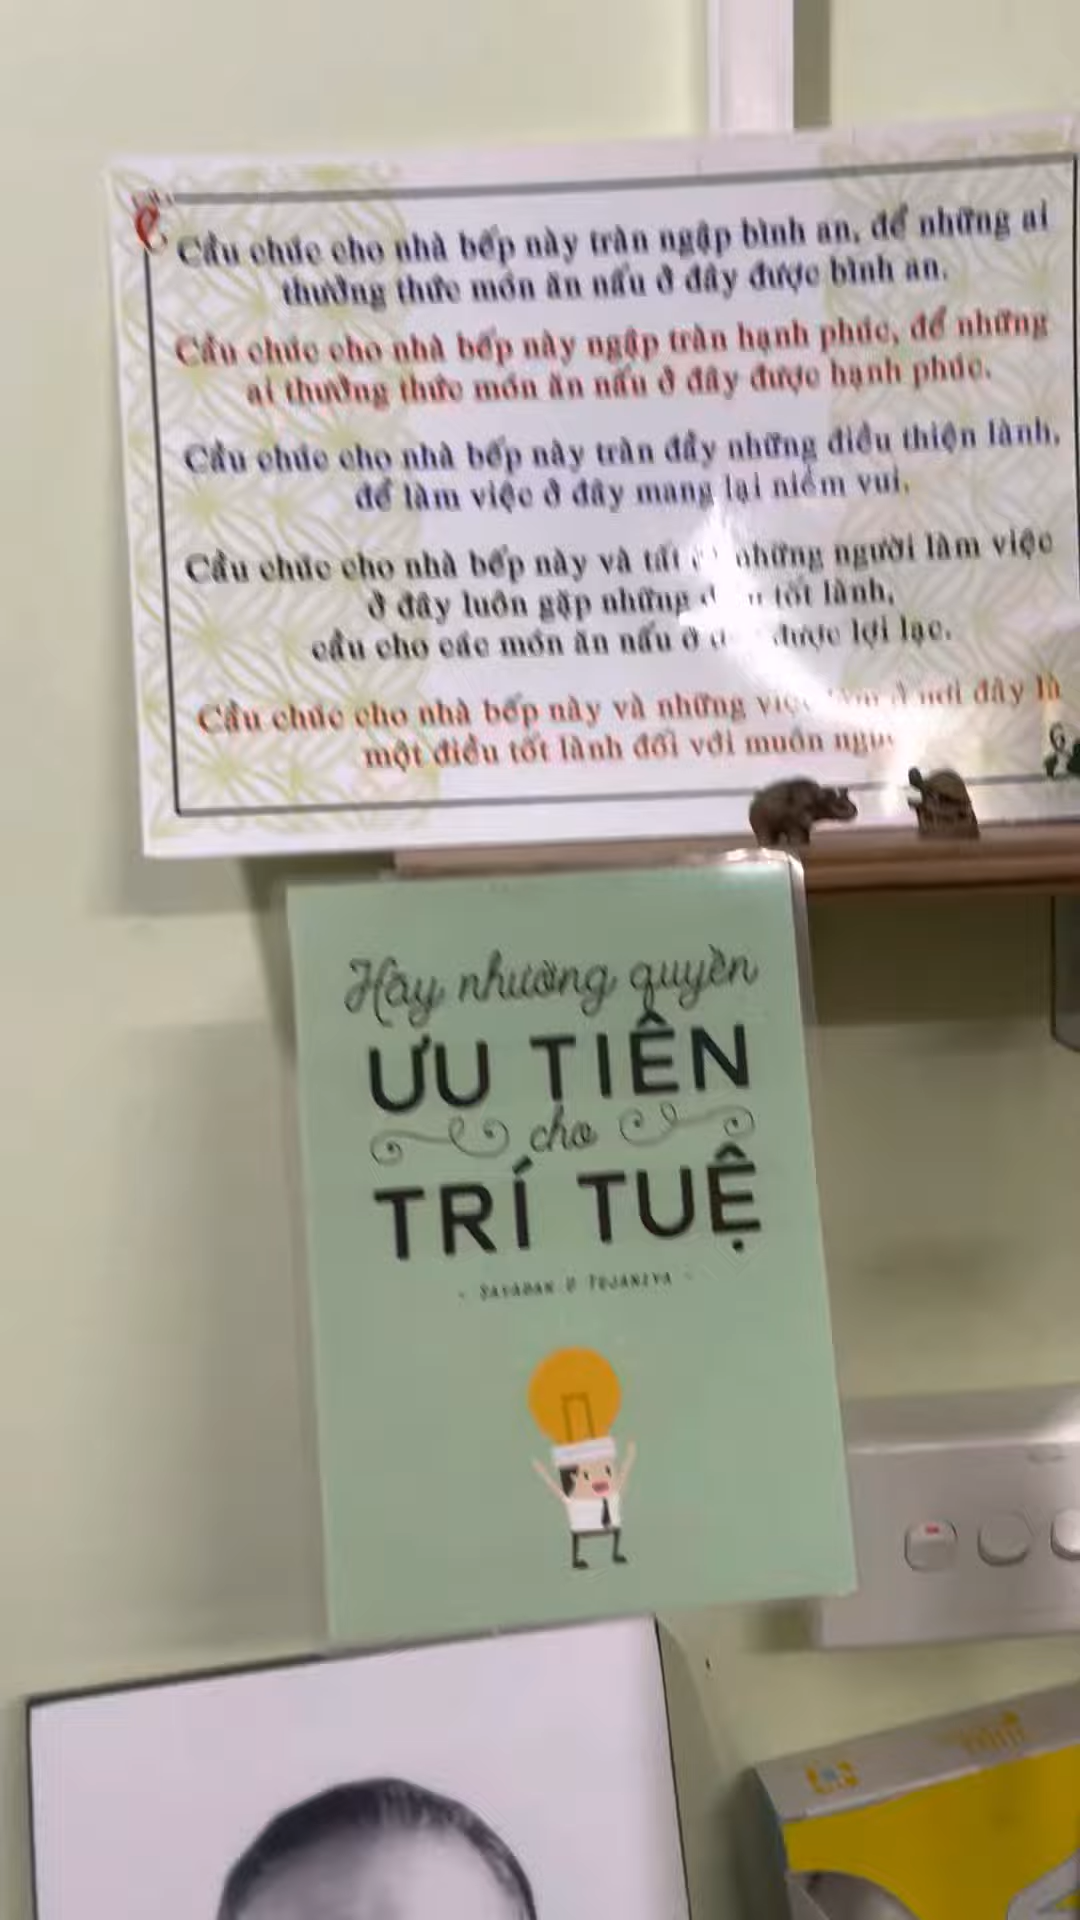 Cầu chúc cho nhà bếp này tràn ngập bình an, để những ai
thưởng thức món ăn nấu ở đây được bình an.
Cầu chúc cho nhà bếp này ngập tràn hạnh phúc, để những
ai thưởng thức món ăn nấu ở đây được hạnh phúc.
Cầu chúc cho nhà bếp này tràn đầy những điều thiện lành,
để làm việc ở đây mang lại niềm vui.
Cầu chúc cho nhà bếp này và tất những người làm việc
ở đây luôn gặp những tốt lành,
cầu cho các món ăn nấu ở được lợi lạc.
Cầu chúc cho nhà bếp này và những ở nơi đây là
một điều tốt lành đối với muôn
Hãy nhường quyền
ƯU TIÊN
cho
TRÍ TUỆ
- SAYADAW U TEJANIYA -